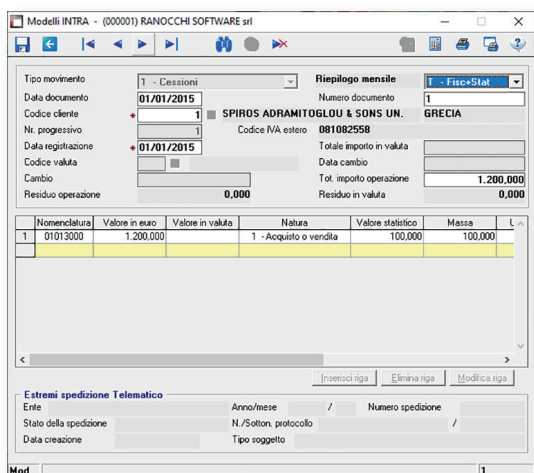 Modelli INTRA - (000001) RANOCCHI SOFTWARE srl
Tipo movimento 1 - Cessioni Riepilogo mensile T - Fisc+Stat
Data documento 01/01/2015 Numero documento 1
Codice cliente 1 SPIROS ADRAMITOGLOU & SONS UN. GRECIA
Nr. progressivo 1 Codice IVA estero 081082558
Data registrazione 01/01/2015 Totale importo in valuta
Codice valuta Data cambio
Cambio Tot. importo operazione 1.200,000
Residuo operazione 0,000 Residuo in valuta 0,000
Nomenclatura Valore in euro Valore in valuta Natura Valore statistico Massa U
1 01013000 1.200,000 1 - Acquisto o vendita 100,000 100,000
Inserisci riga Elimina riga Modifica riga
Estremi spedizione Telematico
Ente Anno/mese / Numero spedizione
Stato della spedizione N./Sotton. protocollo /
Data creazione Tipo soggetto
Mod 1